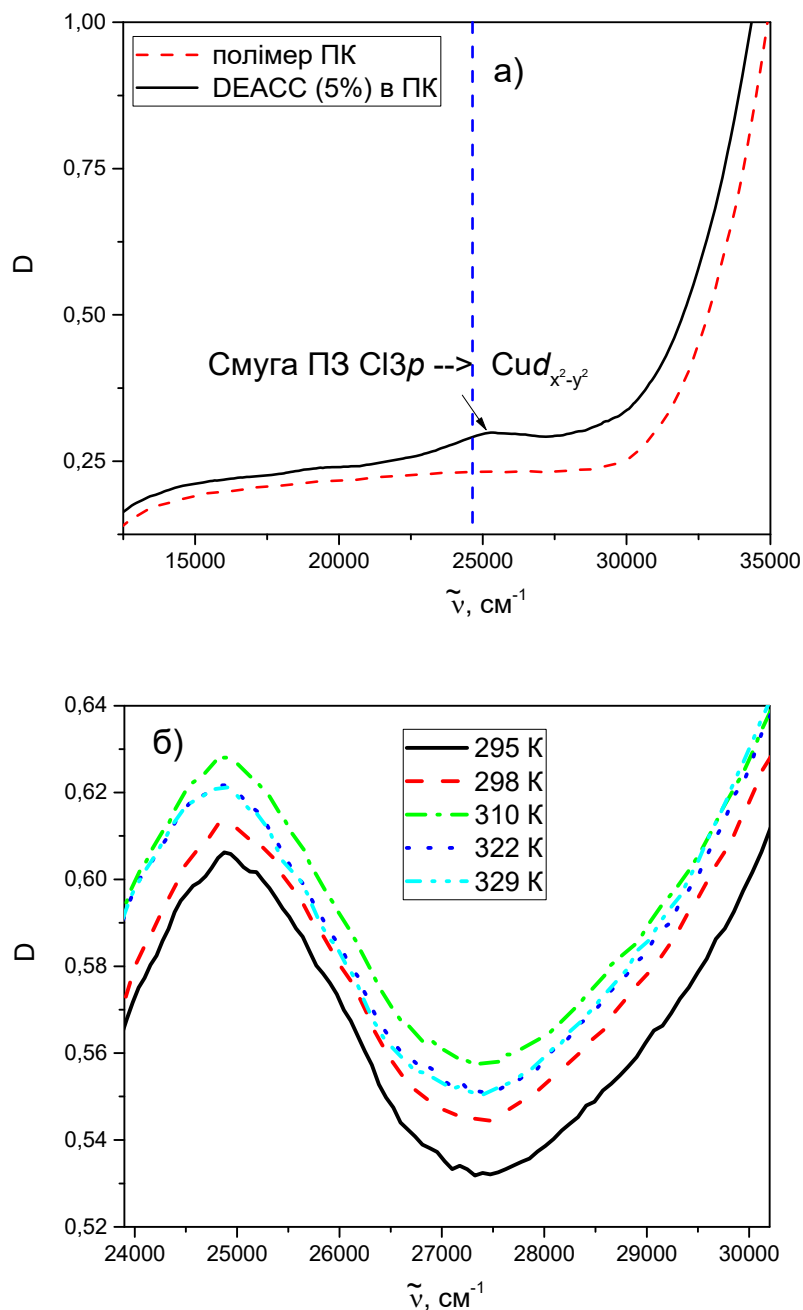 1,00
0,75
0,50
0,25
D
полімер ПК
DEACC (5%) в ПК
а)
Смуга ПЗ Cl3p --> Cud x²-y²
15000 20000 25000 30000 35000
ν̃, см⁻¹
0,64
0,62
0,60
0,58
0,56
0,54
0,52
D
б)
295 К
298 К
310 К
322 К
329 К
24000 25000 26000 27000 28000 29000 30000
ν̃, см⁻¹